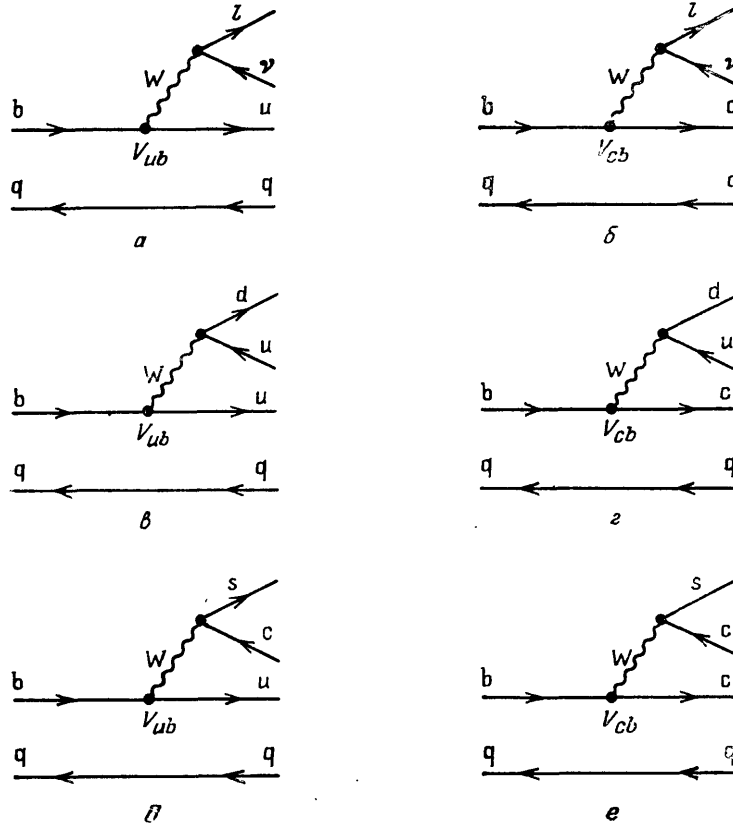 l l
W ν W
b u b
V_ub V_cb
q q q
а б
d d
W u W u
b u b c
V_ub V_cb
q q q q
в г
s s
W c W c
b u b c
V_ub V_cb
q q q q
д е